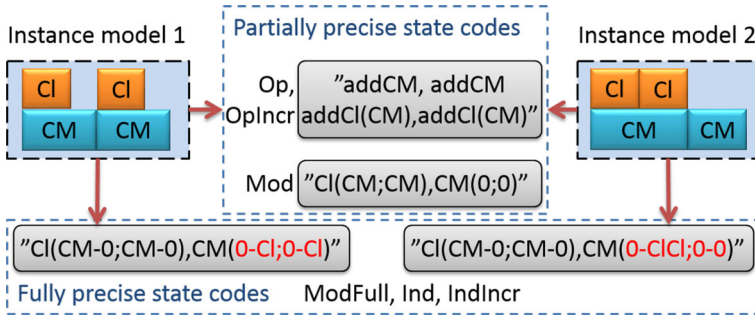 Instance model 1
Cl Cl
CM CM
Partially precise state codes
Op,
OpIncr
”addCM, addCM
addCl(CM),addCl(CM)”
Mod
”Cl(CM;CM),CM(0;0)”
Instance model 2
Cl Cl
CM CM
”Cl(CM-0;CM-0),CM(0-Cl;0-Cl)”
”Cl(CM-0;CM-0),CM(0-ClCl;0-0)”
Fully precise state codes
ModFull, Ind, IndIncr